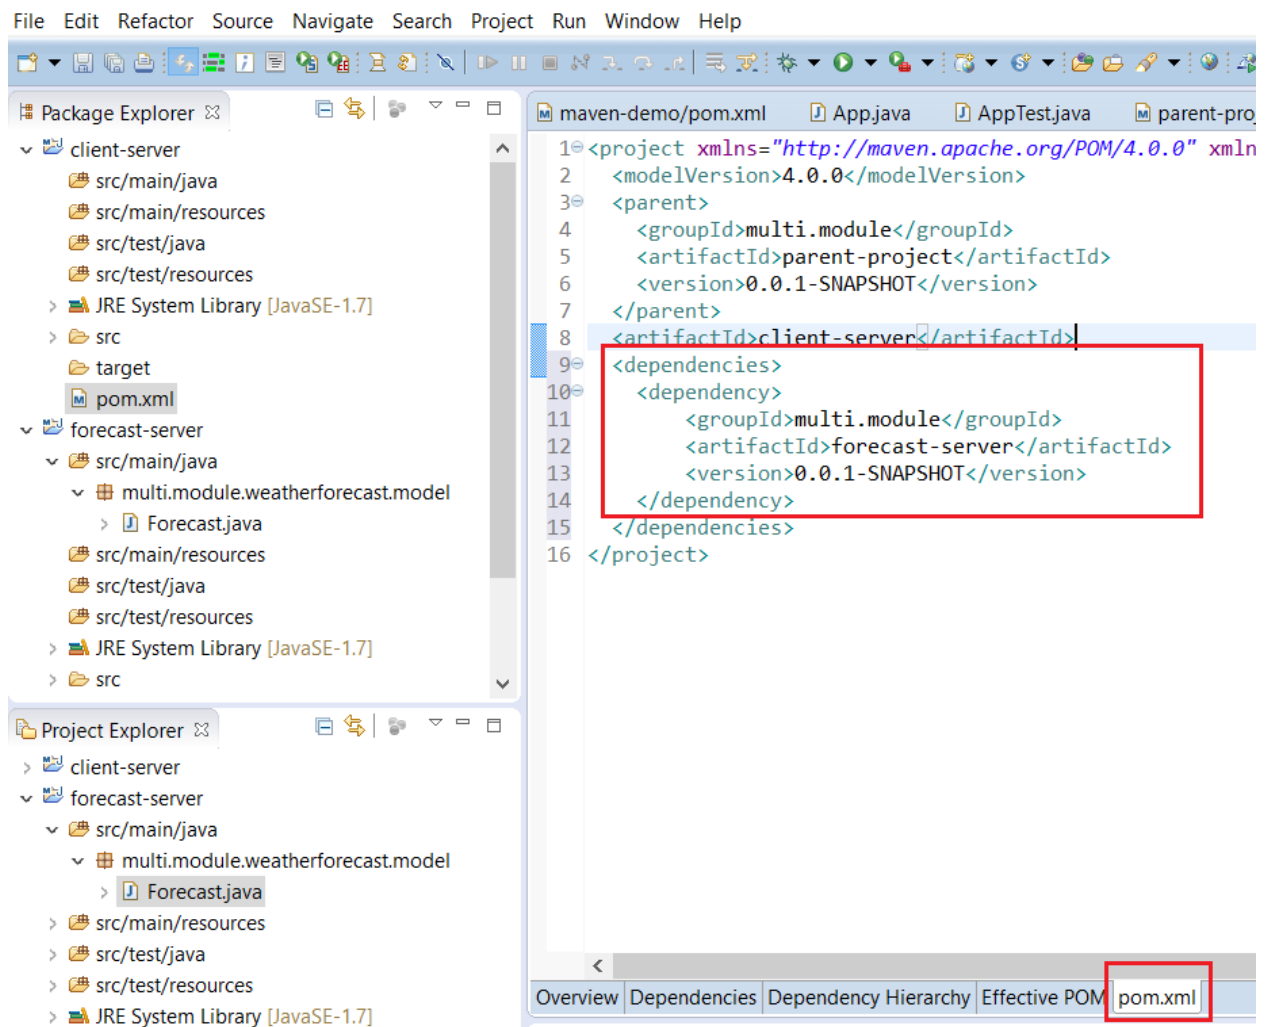 File Edit Refactor Source Navigate Search Project Run Window Help
Package Explorer
client-server
src/main/java
src/main/resources
src/test/java
src/test/resources
JRE System Library [JavaSE-1.7]
src
target
pom.xml
forecast-server
src/main/java
multi.module.weatherforecast.model
Forecast.java
src/main/resources
src/test/java
src/test/resources
JRE System Library [JavaSE-1.7]
src
Project Explorer
client-server
forecast-server
src/main/java
multi.module.weatherforecast.model
Forecast.java
src/main/resources
src/test/java
src/test/resources
JRE System Library [JavaSE-1.7]
maven-demo/pom.xml App.java AppTest.java parent-pro
1 <project xmlns="http://maven.apache.org/POM/4.0.0" xmln
2 <modelVersion>4.0.0</modelVersion>
3 <parent>
4 <groupId>multi.module</groupId>
5 <artifactId>parent-project</artifactId>
6 <version>0.0.1-SNAPSHOT</version>
7 </parent>
8 <artifactId>client-server</artifactId>
9 <dependencies>
10 <dependency>
11 <groupId>multi.module</groupId>
12 <artifactId>forecast-server</artifactId>
13 <version>0.0.1-SNAPSHOT</version>
14 </dependency>
15 </dependencies>
16 </project>
Overview Dependencies Dependency Hierarchy Effective POM pom.xml